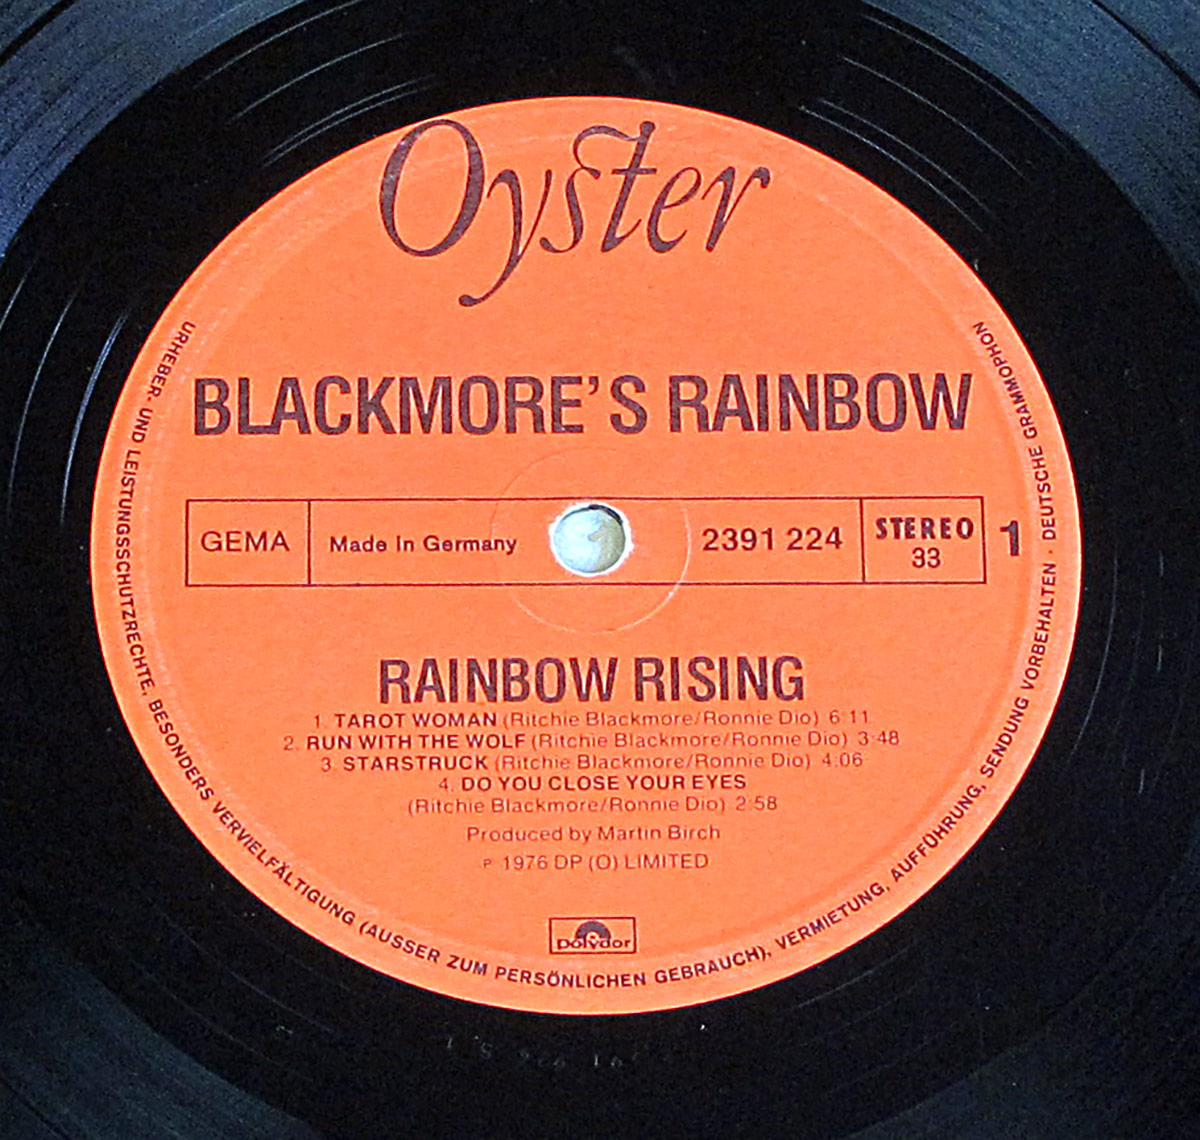 Oyster
BLACKMORE'S RAINBOW
GEMA
Made in Germany
2391 224
STEREO
33
1
RAINBOW RISING
1. TAROT WOMAN (Ritchie Blackmore/Ronnie Dio) 6:11
2. RUN WITH THE WOLF (Ritchie Blackmore/Ronnie Dio) 3:48
3. STARSTRUCK (Ritchie Blackmore/Ronnie Dio) 4:06
4. DO YOU CLOSE YOUR EYES
(Ritchie Blackmore/Ronnie Dio) 2:58
Produced by Martin Birch
℗ 1976 DP (O) LIMITED
polydor
URHEBER- UND LEISTUNGSSCHUTZRECHTE, BESONDERS VERVIELFÄLTIGUNG (AUSSER ZUM PERSÖNLICHEN GEBRAUCH), VERMIETUNG, AUFFÜHRUNG, SENDUNG VORBEHALTEN · DEUTSCHE GRAMMOPHON